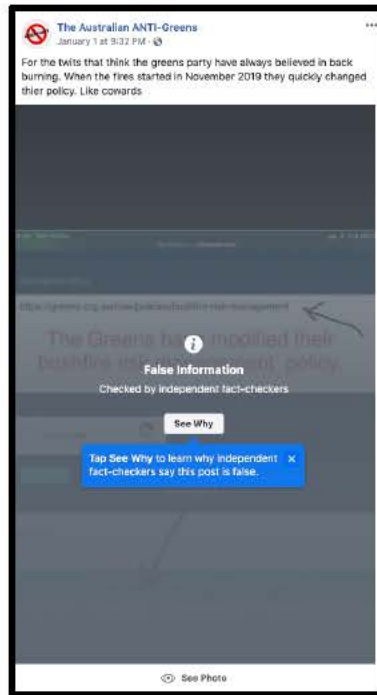 The Australian ANTI-Greens
January 1 at 9:32 PM ·
For the twits that think the greens party have always believed in back
burning. When the fires started in November 2019 they quickly changed
thier policy. Like cowards
The Greens have modified their
bushfire risk management policy.
False Information
Checked by independent fact-checkers
See Why
Tap See Why to learn why independent
fact-checkers say this post is false.
See Photo